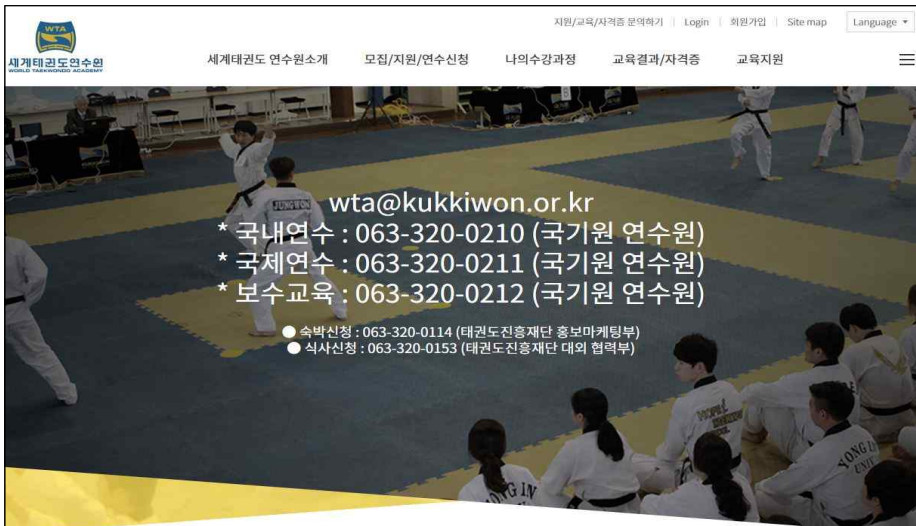 지원/교육/자격증 문의하기 | Login | 회원가입 | Site map
Language
WTA
세계태권도연수원
WORLD TAEKWONDO ACADEMY
세계태권도 연수원소개 모집/지원/연수신청 나의수강과정 교육결과/자격증 교육지원
JUNGWON
wta@kukkiwon.or.kr
* 국내연수 : 063-320-0210 (국기원 연수원)
* 국제연수 : 063-320-0211 (국기원 연수원)
* 보수교육 : 063-320-0212 (국기원 연수원)
● 숙박신청 : 063-320-0114 (태권도진흥재단 홍보마케팅부)
● 식사신청 : 063-320-0153 (태권도진흥재단 대외 협력부)
YONG IN
UNIV